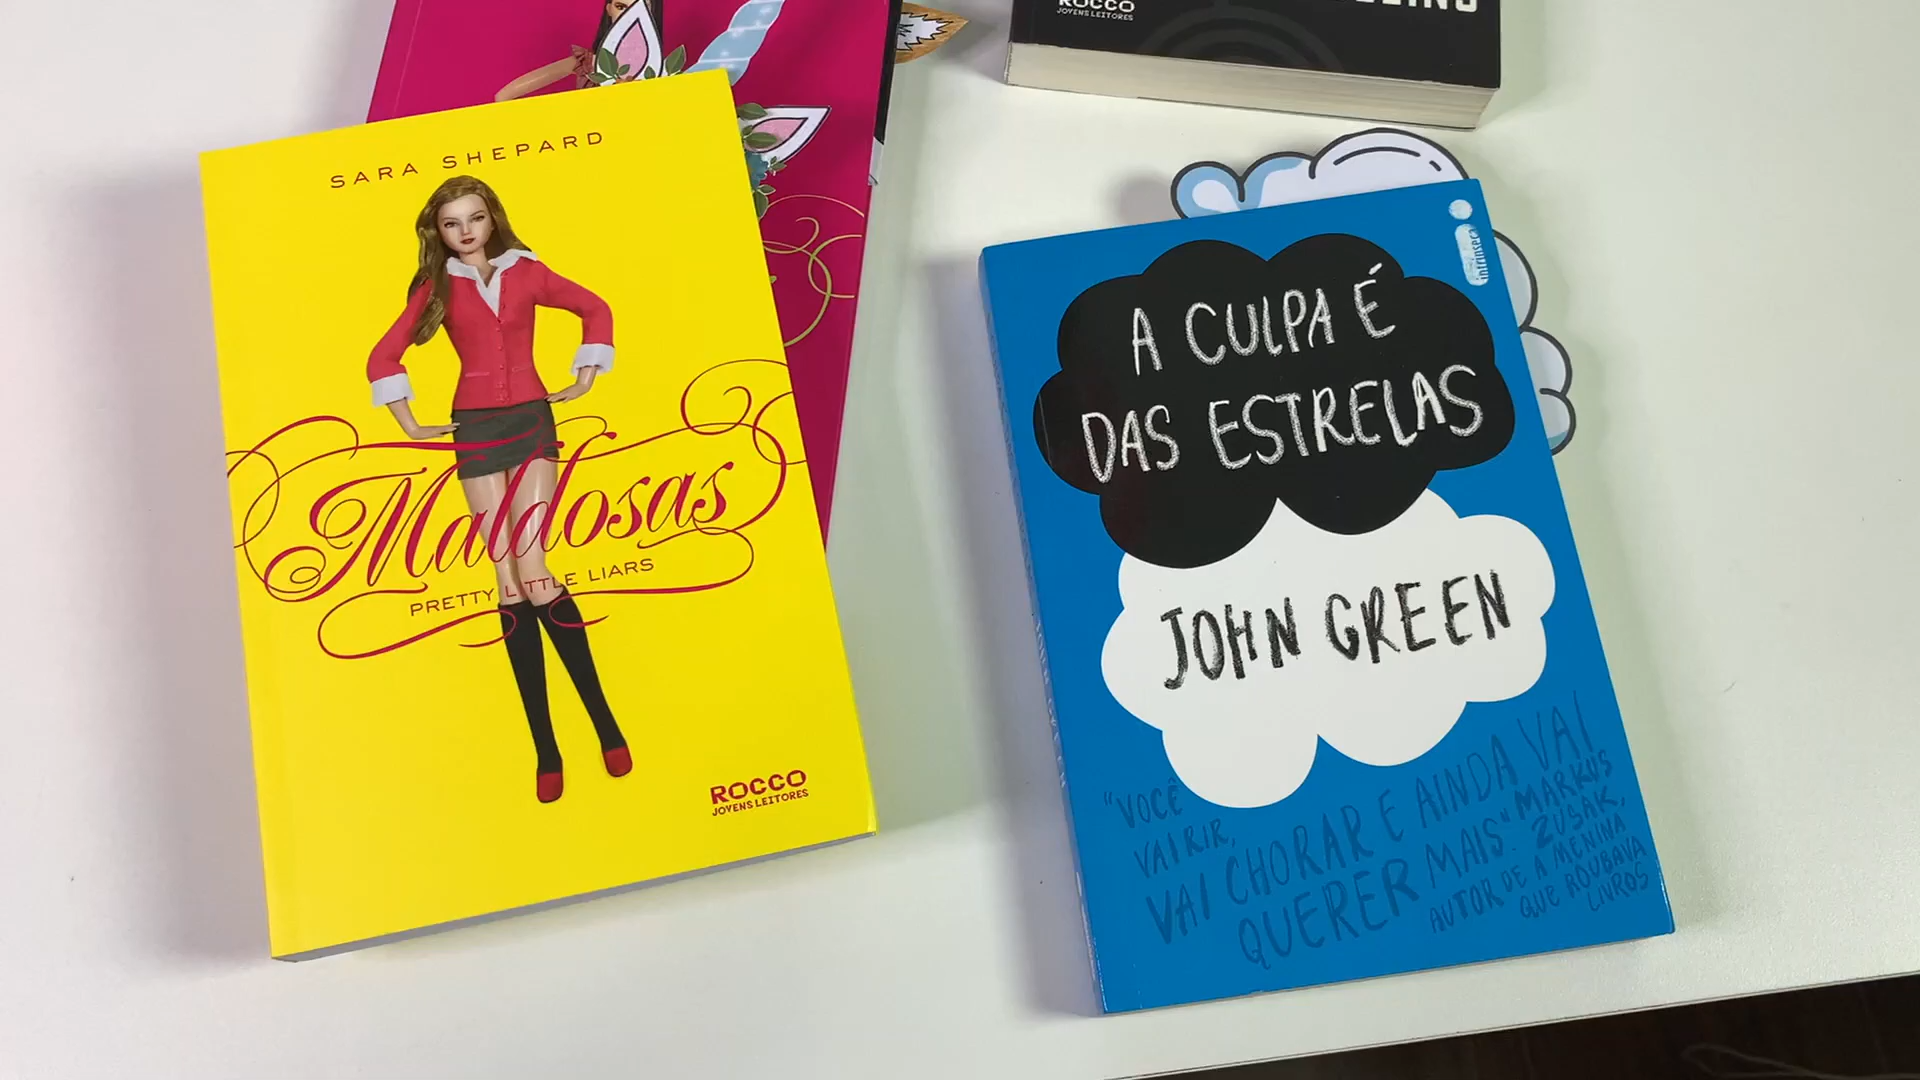 ROCCO
JOVENS LEITORES
SARA SHEPARD
Maldosas
PRETTY LITTLE LIARS
ROCCO
JOVENS LEITORES
intrínseca
A CULPA É
DAS ESTRELAS
JOHN GREEN
"VOCÊ
VAI RIR,
VAI CHORAR E AINDA VAI
QUERER MAIS" MARKUS
ZUSAK,
AUTOR DE A MENINA
QUE ROUBAVA
LIVROS